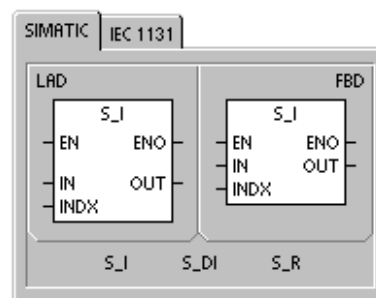 SIMATIC IEC 1131
LAD FBD
S_I S_I
EN ENO EN ENO
IN OUT IN OUT
INDX INDX
S_I S_DI S_R